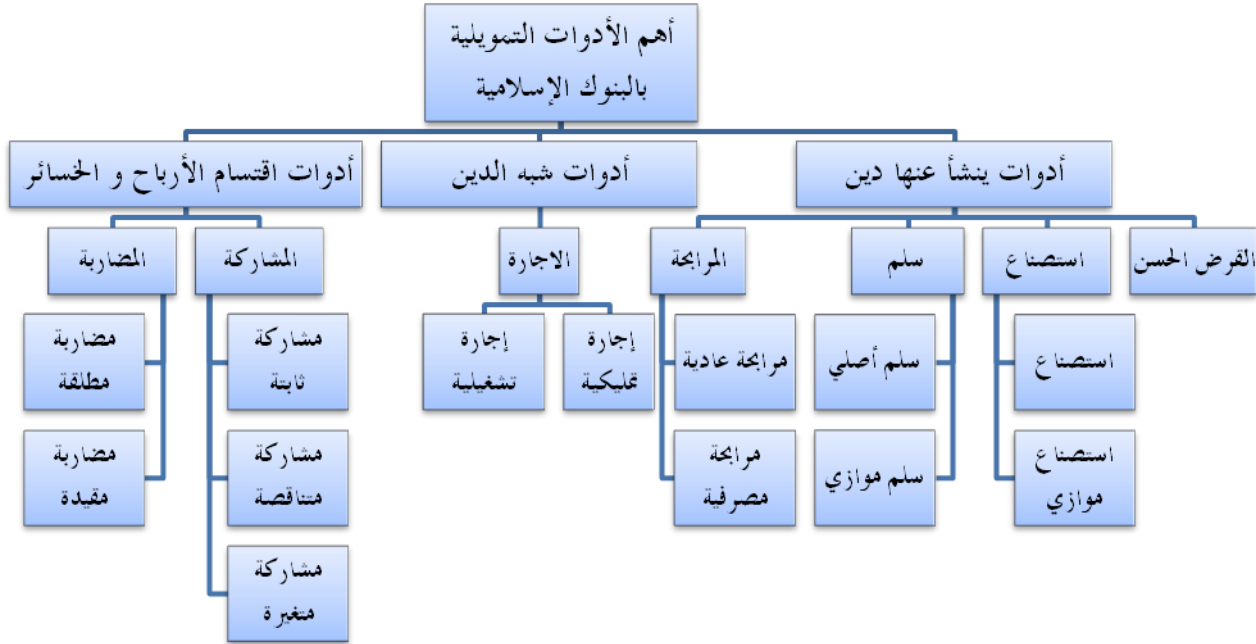 أهم الأدوات التمويلية
بالبنوك الإسلامية
أدوات ينشأ عنها دين
أدوات شبه الدين
أدوات اقتسام الأرباح و الخسائر
القرض الحسن
استصناع
سلم
المرابحة
الاجارة
المشاركة
المضاربة
استصناع
استصناع
موازي
سلم أصلي
سلم موازي
مرابحة عادية
مرابحة
مصرفية
إجارة
تمليكية
إجارة
تشغيلية
مشاركة
ثابتة
مشاركة
متناقصة
مشاركة
متغيرة
مضاربة
مطلقة
مضاربة
مقيدة